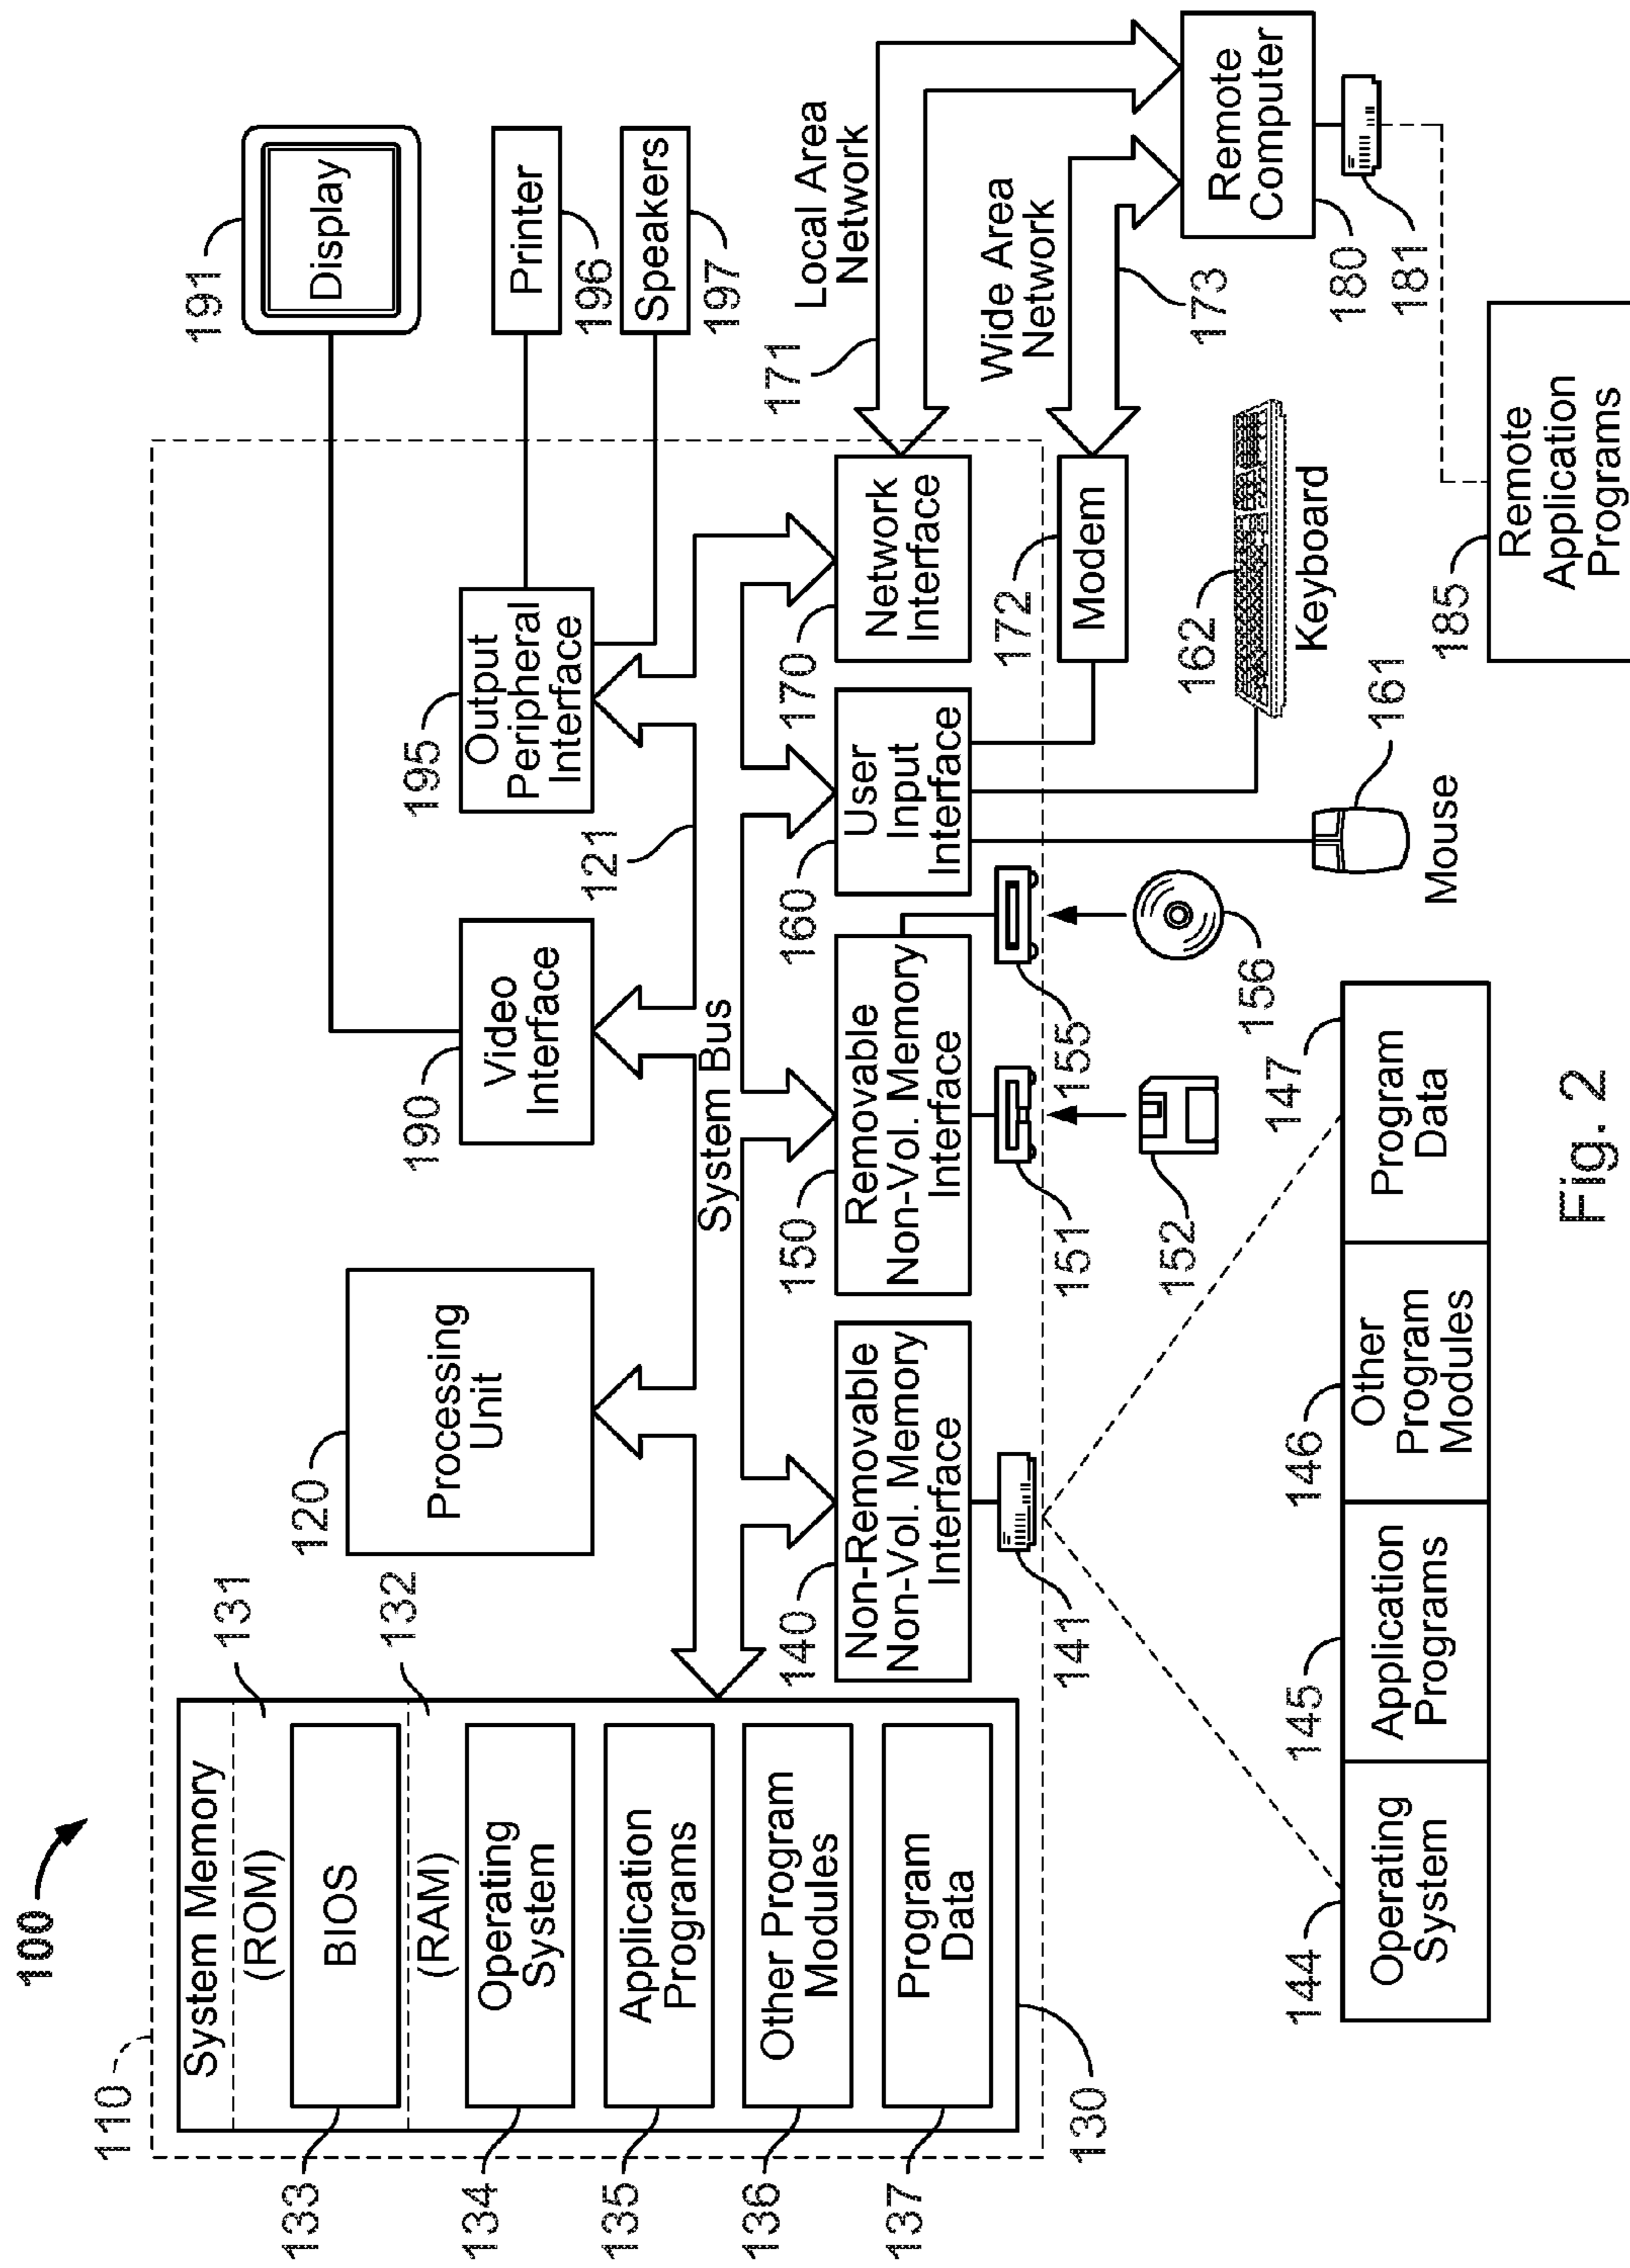 100
110
191
Display
Printer
196
Speakers
197
System Memory
(ROM)
131
BIOS
133
(RAM)
132
Operating
System
134
Application
Programs
135
Other Program
Modules
136
Program
Data
137
130
120
Processing
Unit
190
Video
Interface
195
Output
Peripheral
Interface
121
System Bus
140
Non-Removable
Non-Vol. Memory
Interface
150
Removable
Non-Vol. Memory
Interface
160
User
Input
Interface
170
Network
Interface
171
Local Area
Network
172
Modem
Wide Area
Network
173
Remote
Computer
180
181
141
151
155
152
156
162
Keyboard
161
Mouse
185
Remote
Application
Programs
144
Operating
System
145
Application
Programs
146
Other
Program
Modules
147
Program
Data
Fig. 2